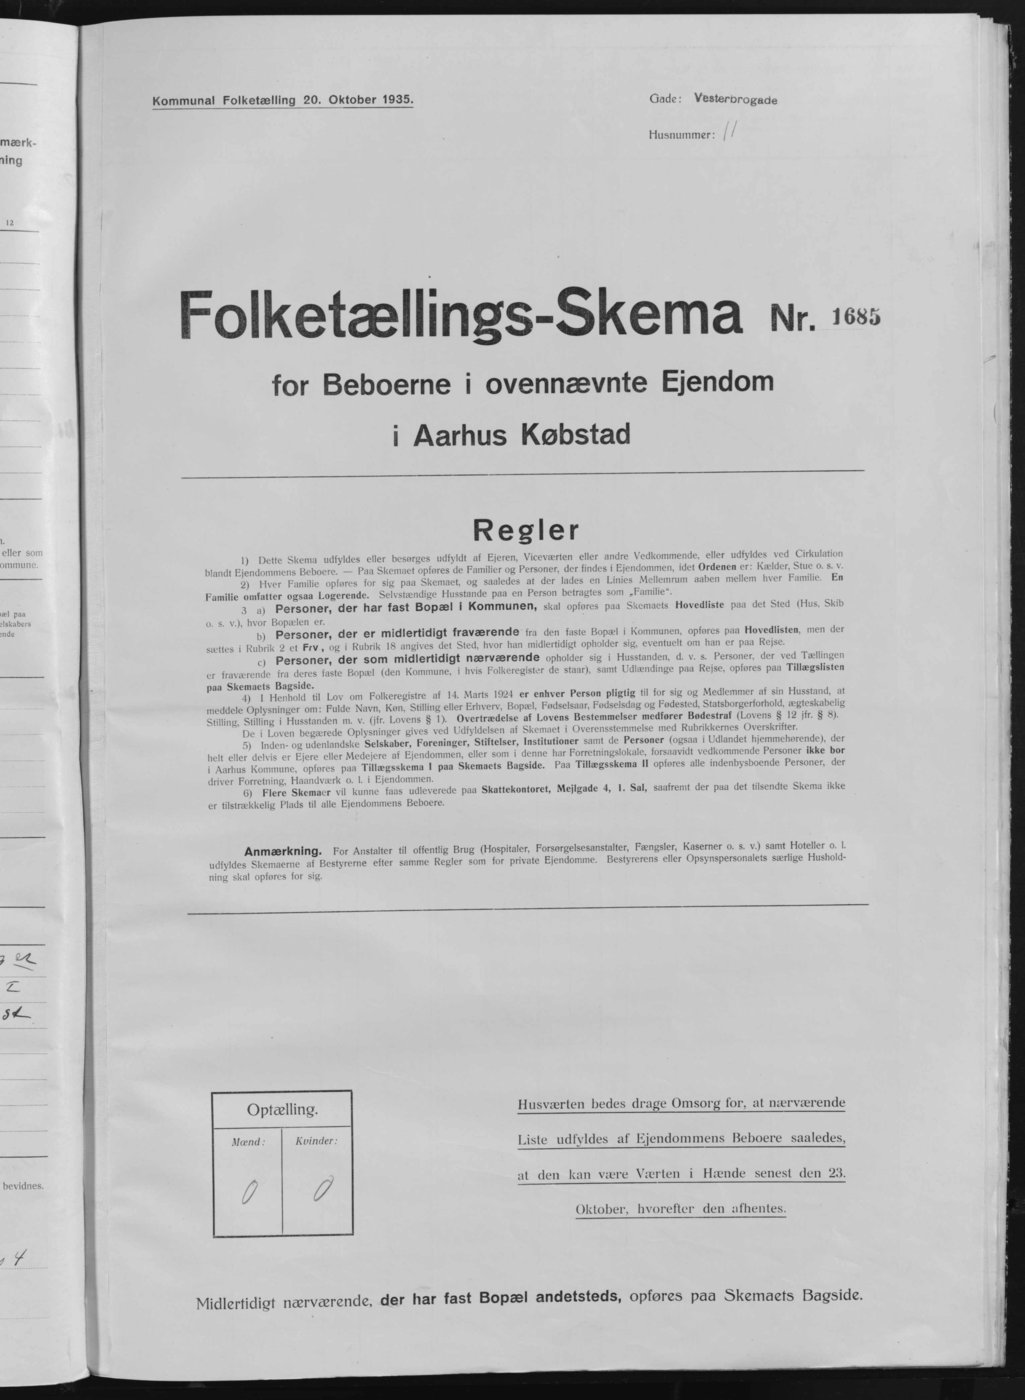 mærk-
ning
12
eller som
ommune.
æl paa
elskabers
ende
er
I
st
bevidnes.
4
Kommunal Folketælling 20. Oktober 1935.
Gade: Vesterbrogade
Husnummer: 11
Folketællings-Skema Nr. 1685
for Beboerne i ovennævnte Ejendom
i Aarhus Købstad
Regler
1) Dette Skema udfyldes eller besørges udfyldt af Ejeren, Viceværten eller andre Vedkommende, eller udfyldes ved Cirkulation
blandt Ejendommens Beboere. — Paa Skemaet opføres de Familier og Personer, der findes i Ejendommen, idet Ordenen er: Kælder, Stue o. s. v.
2) Hver Familie opføres for sig paa Skemaet, og saaledes at der lades en Linies Mellemrum aaben mellem hver Familie. En
Familie omfatter ogsaa Logerende. Selvstændige Husstande paa en Person betragtes som „Familie“.
3 a) Personer, der har fast Bopæl i Kommunen, skal opføres paa Skemaets Hovedliste paa det Sted (Hus, Skib
o. s. v.), hvor Bopælen er.
b) Personer, der er midlertidigt fraværende fra den faste Bopæl i Kommunen, opføres paa Hovedlisten, men der
sættes i Rubrik 2 et Frv., og i Rubrik 18 angives det Sted, hvor han midlertidigt opholder sig, eventuelt om han er paa Rejse.
c) Personer, der som midlertidigt nærværende opholder sig i Husstanden, d. v. s. Personer, der ved Tællingen
er fraværende fra deres faste Bopæl (den Kommune, i hvis Folkeregister de staar), samt Udlændinge paa Rejse, opføres paa Tillægslisten
paa Skemaets Bagside.
4) I Henhold til Lov om Folkeregistre af 14. Marts 1924 er enhver Person pligtig til for sig og Medlemmer af sin Husstand, at
meddele Oplysninger om: Fulde Navn, Køn, Stilling eller Erhverv, Bopæl, Fødselsaar, Fødselsdag og Fødested, Statsborgerforhold, ægteskabelig
Stilling, Stilling i Husstanden m. v. (jfr. Lovens § 1). Overtrædelse af Lovens Bestemmelser medfører Bødestraf (Lovens § 12 jfr. § 8).
De i Loven begærede Oplysninger gives ved Udfyldelsen af Skemaet i Overensstemmelse med Rubrikkernes Overskrifter.
5) Inden- og udenlandske Selskaber, Foreninger, Stiftelser, Institutioner samt de Personer (ogsaa i Udlandet hjemmehørende), der
helt eller delvis er Ejere eller Medejere af Ejendommen, eller som i denne har Forretningslokale, forsaavidt vedkommende Personer ikke bor
i Aarhus Kommune, opføres paa Tillægsskema I paa Skemaets Bagside. Paa Tillægsskema II opføres alle indenbysboende Personer, der
driver Forretning, Haandværk o. l. i Ejendommen.
6) Flere Skemaer vil kunne faas udleverede paa Skattekontoret, Mejlgade 4, 1. Sal, saafremt der paa det tilsendte Skema ikke
er tilstrækkelig Plads til alle Ejendommens Beboere.
Anmærkning. For Anstalter til offentlig Brug (Hospitaler, Forsørgelsesanstalter, Fængsler, Kaserner o. s. v.) samt Hoteller o. l.
udfyldes Skemaerne af Bestyrerne efter samme Regler som for private Ejendomme. Bestyrerens eller Opsynspersonalets særlige Hushold-
ning skal opføres for sig.
Optælling.
Mænd: Kvinder:
0 0
Husværten bedes drage Omsorg for, at nærværende
Liste udfyldes af Ejendommens Beboere saaledes,
at den kan være Værten i Hænde senest den 23.
Oktober, hvorefter den afhentes.
Midlertidigt nærværende, der har fast Bopæl andetsteds, opføres paa Skemaets Bagside.